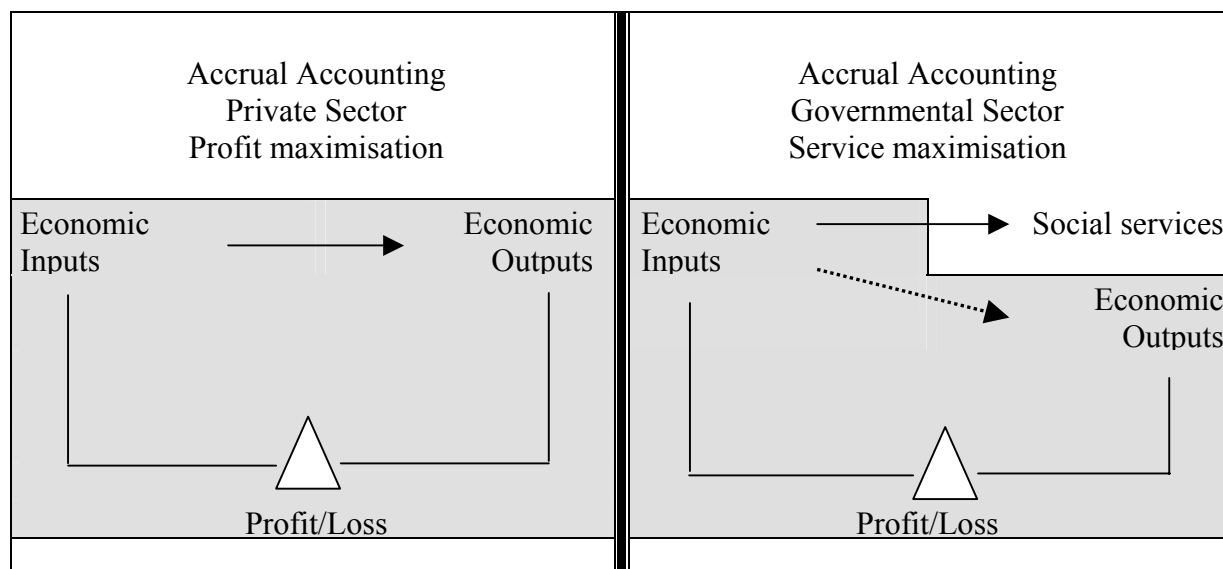 Accrual Accounting
Private Sector
Profit maximisation
Economic
Inputs
Economic
Outputs
Profit/Loss
Accrual Accounting
Governmental Sector
Service maximisation
Economic
Inputs
Social services
Economic
Outputs
Profit/Loss